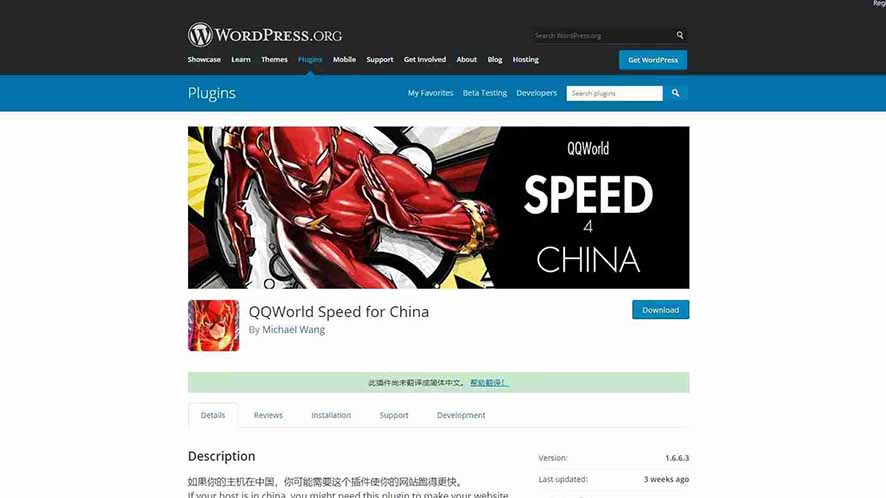 Reg
WORDPRESS.ORG
Search WordPress.org
Showcase Learn Themes Plugins Mobile Support Get Involved About Blog Hosting
Get WordPress
Plugins
My Favorites Beta Testing Developers Search plugins
QQWorld
SPEED
4
CHINA
QQWorld Speed for China
By Michael Wang
Download
此插件尚未翻译成简体中文。 帮助翻译！
Details Reviews Installation Support Development
Description
Version: 1.6.6.3
Last updated: 3 weeks ago
如果你的主机在中国，你可能需要这个插件使你的网站跑得更快。
If your host is in china, you might need this plugin to make your website